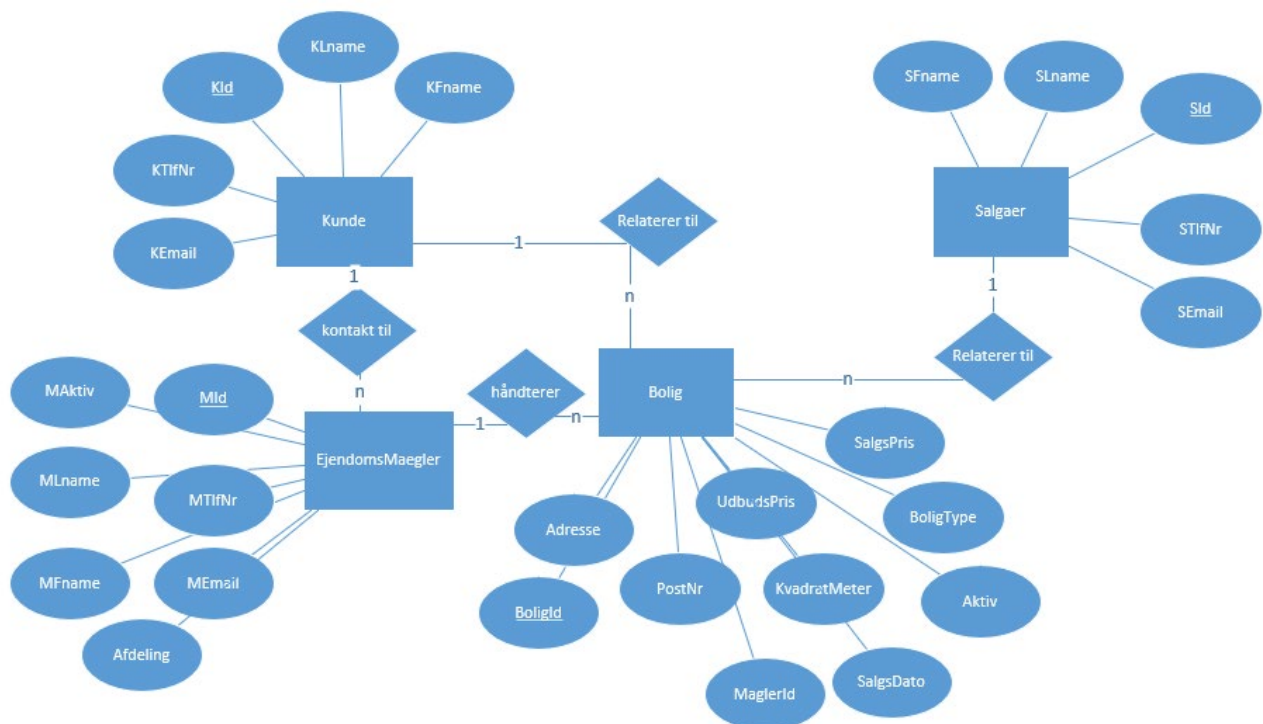 KLname
KId
KFname
KTlfNr
Kunde
KEmail
1
1
kontakt til
n
Relaterer til
n
SFname
SLname
SId
Salgaer
STlfNr
SEmail
1
Relaterer til
n
MAktiv
MId
EjendomsMaegler
MLname
MTlfNr
MFname
MEmail
Afdeling
1
håndterer
n
Bolig
SalgsPris
UdbudsPris
BoligType
Adresse
PostNr
KvadratMeter
Aktiv
BoligId
MaglerId
SalgsDato